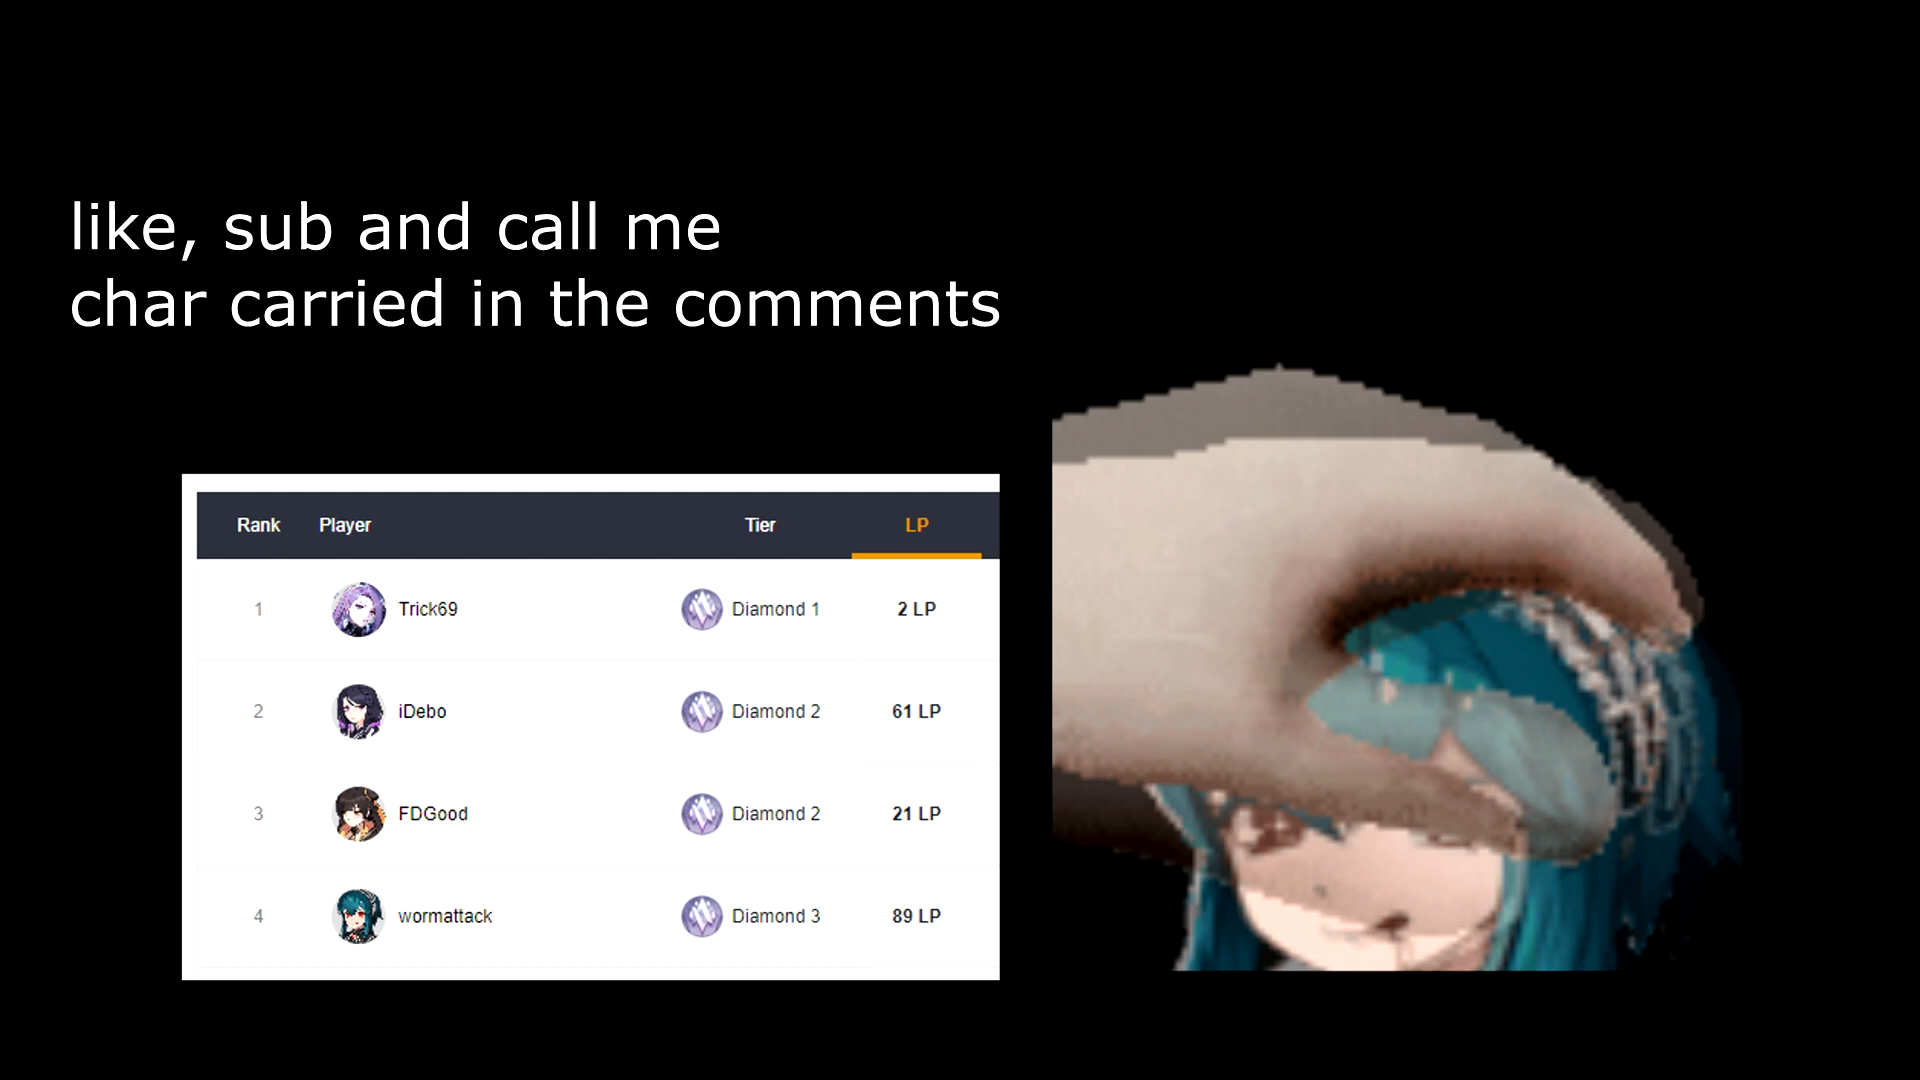 like, sub and call me
char carried in the comments
Rank Player Tier LP
1 Trick69 Diamond 1 2 LP
2 iDebo Diamond 2 61 LP
3 FDGood Diamond 2 21 LP
4 wormattack Diamond 3 89 LP